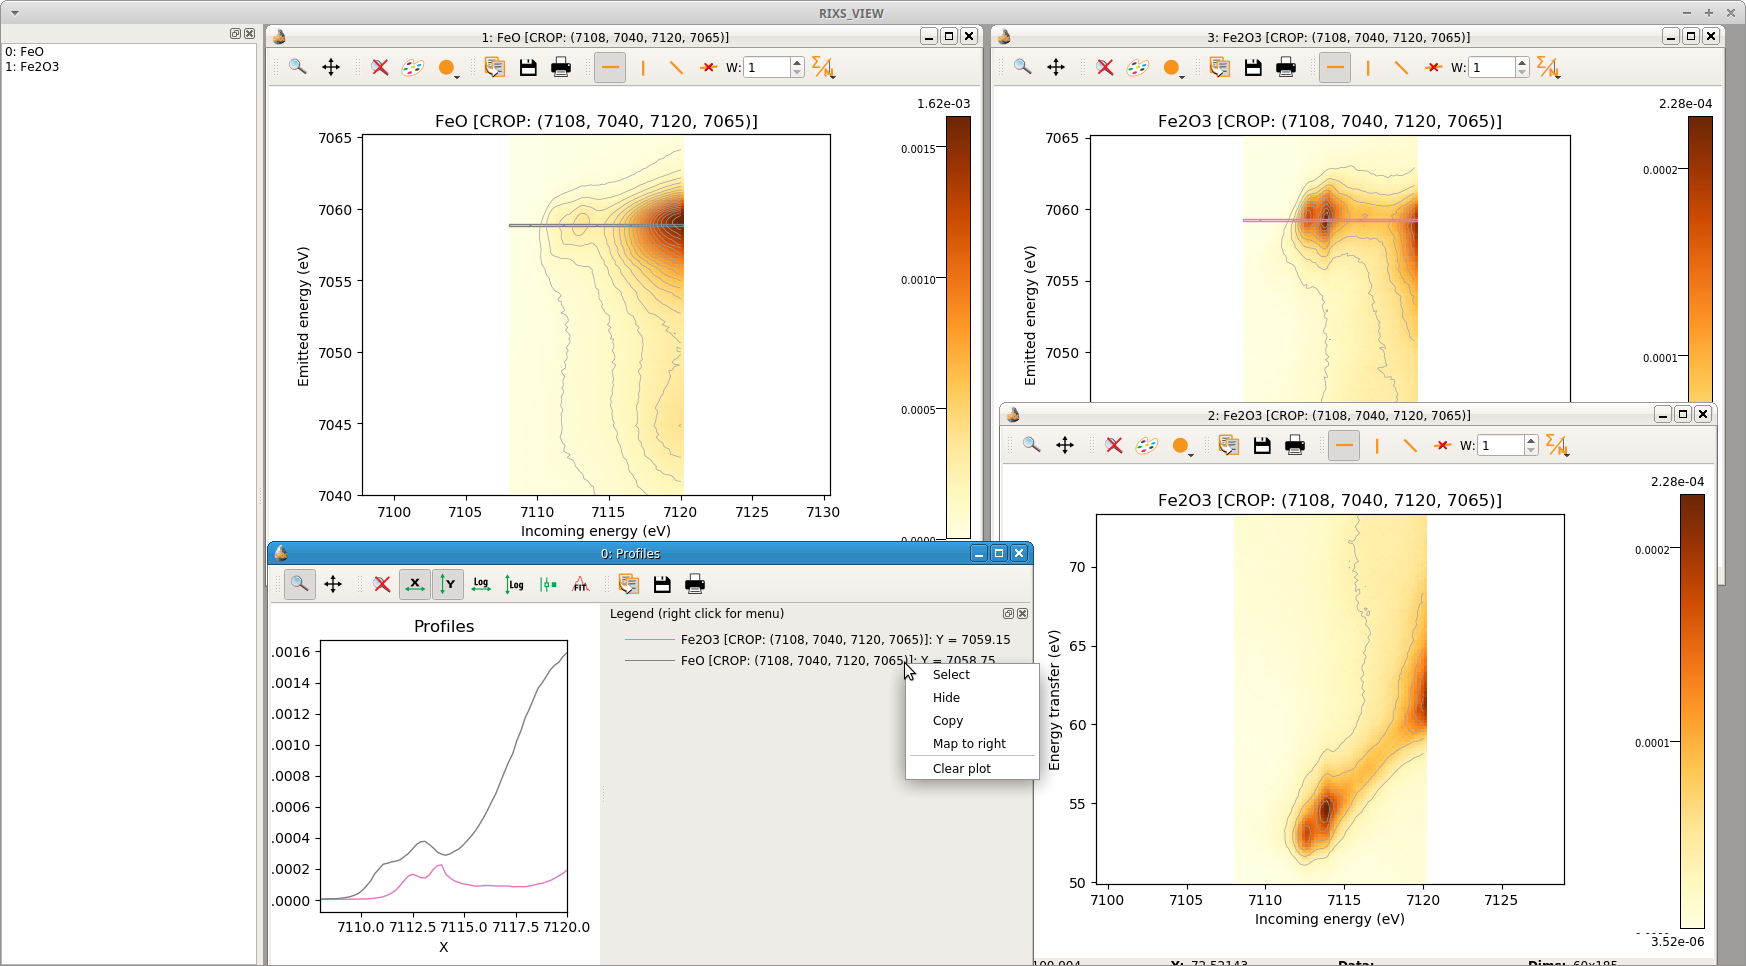 RIXS_VIEW
0: FeO
1: Fe2O3
1: FeO [CROP: (7108, 7040, 7120, 7065)]
W: 1
1.62e-03
FeO [CROP: (7108, 7040, 7120, 7065)]
7065
7060
7055
7050
7045
7040
Emitted energy (eV)
7100 7105 7110 7115 7120 7125 7130
Incoming energy (eV)
0.0015
0.0010
0.0005
3: Fe2O3 [CROP: (7108, 7040, 7120, 7065)]
W: 1
2.28e-04
Fe2O3 [CROP: (7108, 7040, 7120, 7065)]
7065
7060
7055
7050
Emitted energy (eV)
0.0002
0.0001
2: Fe2O3 [CROP: (7108, 7040, 7120, 7065)]
W: 1
2.28e-04
Fe2O3 [CROP: (7108, 7040, 7120, 7065)]
70
65
60
55
50
Energy transfer (eV)
7100 7105 7110 7115 7120 7125
Incoming energy (eV)
0.0002
0.0001
3.52e-06
Y: 72.52143 Data: Dims: 60x185
0: Profiles
X Y Log Log FIT
Profiles
.0016
.0014
.0012
.0010
.0008
.0006
.0004
.0002
.0000
7110.0 7112.5 7115.0 7117.5 7120.0
X
Legend (right click for menu)
Fe2O3 [CROP: (7108, 7040, 7120, 7065)]: Y = 7059.15
FeO [CROP: (7108, 7040, 7120, 7065)]: Y = 7058.75
Select
Hide
Copy
Map to right
Clear plot